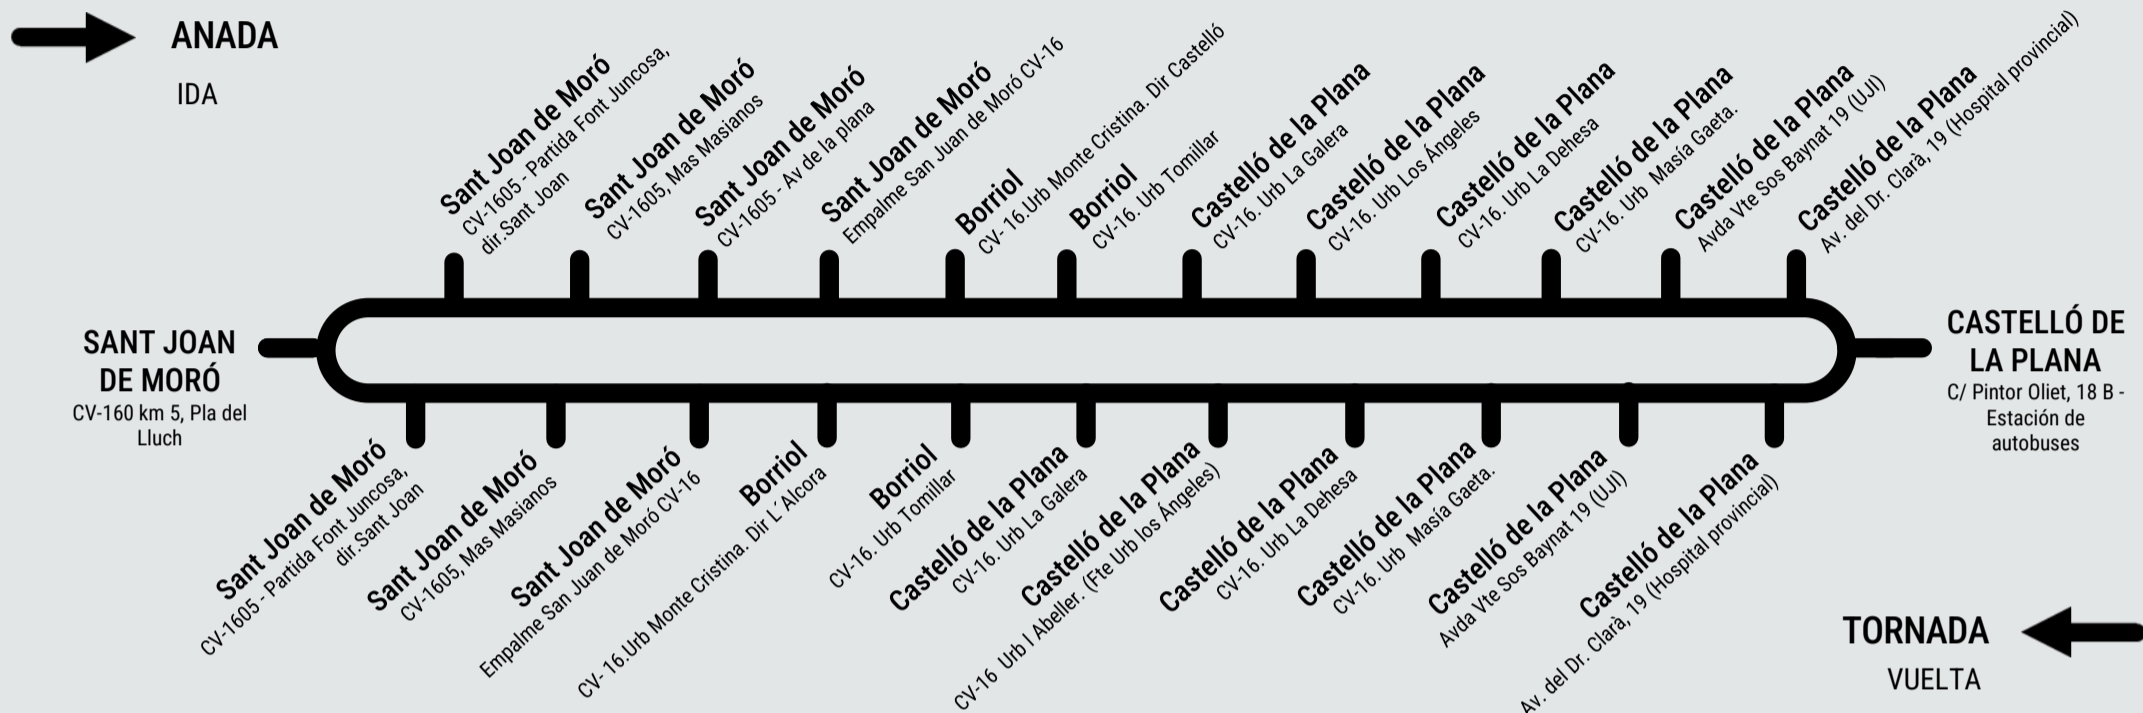 ANADA
IDA
Sant Joan de Moró
CV-1605 - Partida Font Juncosa,
dir.Sant Joan
Sant Joan de Moró
CV-1605, Mas Masianos
Sant Joan de Moró
CV-1605 - Av de la plana
Sant Joan de Moró
Empalme San Juan de Moró CV-16
Borriol
CV- 16.Urb Monte Cristina. Dir Castelló
Borriol
CV-16. Urb Tomillar
Castelló de la Plana
CV-16. Urb La Galera
Castelló de la Plana
CV-16. Urb Los Ángeles
Castelló de la Plana
CV-16. Urb La Dehesa
Castelló de la Plana
CV-16. Urb  Masía Gaeta.
Castelló de la Plana
Avda Vte Sos Baynat 19 (UJI)
Castelló de la Plana
Av. del Dr. Clarà, 19 (Hospital provincial)
SANT JOAN
DE MORÓ
CV-160 km 5, Pla del
Lluch
CASTELLÓ DE
LA PLANA
C/ Pintor Oliet, 18 B -
Estación de
autobuses
Sant Joan de Moró
CV-1605 - Partida Font Juncosa,
dir.Sant Joan
Sant Joan de Moró
CV-1605, Mas Masianos
Sant Joan de Moró
Empalme San Juan de Moró CV-16
Borriol
CV- 16.Urb Monte Cristina. Dir L´Alcora
Borriol
CV-16. Urb Tomillar
Castelló de la Plana
CV-16. Urb La Galera
Castelló de la Plana
CV-16  Urb l Abeller. (Fte Urb los Ángeles)
Castelló de la Plana
CV-16. Urb La Dehesa
Castelló de la Plana
CV-16. Urb  Masía Gaeta.
Castelló de la Plana
Avda Vte Sos Baynat 19 (UJI)
Castelló de la Plana
Av. del Dr. Clarà, 19 (Hospital provincial)
TORNADA
VUELTA